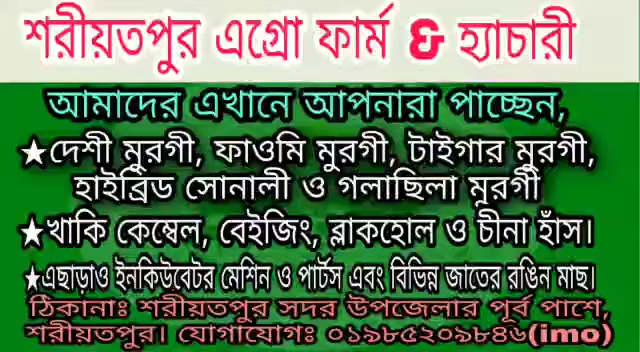 শরীয়তপুর এগ্রো ফার্ম & হ্যাচারী
আমাদের এখানে আপনারা পাচ্ছেন,
★দেশী মুরগী, ফাওমি মুরগী, টাইগার মুরগী,
হাইব্রিড সোনালী ও গলাছিলা মুরগী
★খাকি কেম্বেল, বেইজিং, ব্লাকহোল ও চীনা হাঁস।
★এছাড়াও ইনকিউবেটর মেশিন ও পার্টস এবং বিভিন্ন জাতের রঙিন মাছ।
ঠিকানাঃ শরীয়তপুর সদর উপজেলার পূর্ব পাশে,
শরীয়তপুর। যোগাযোগঃ ০১৯৮৫২০৯৮৪৬(imo)